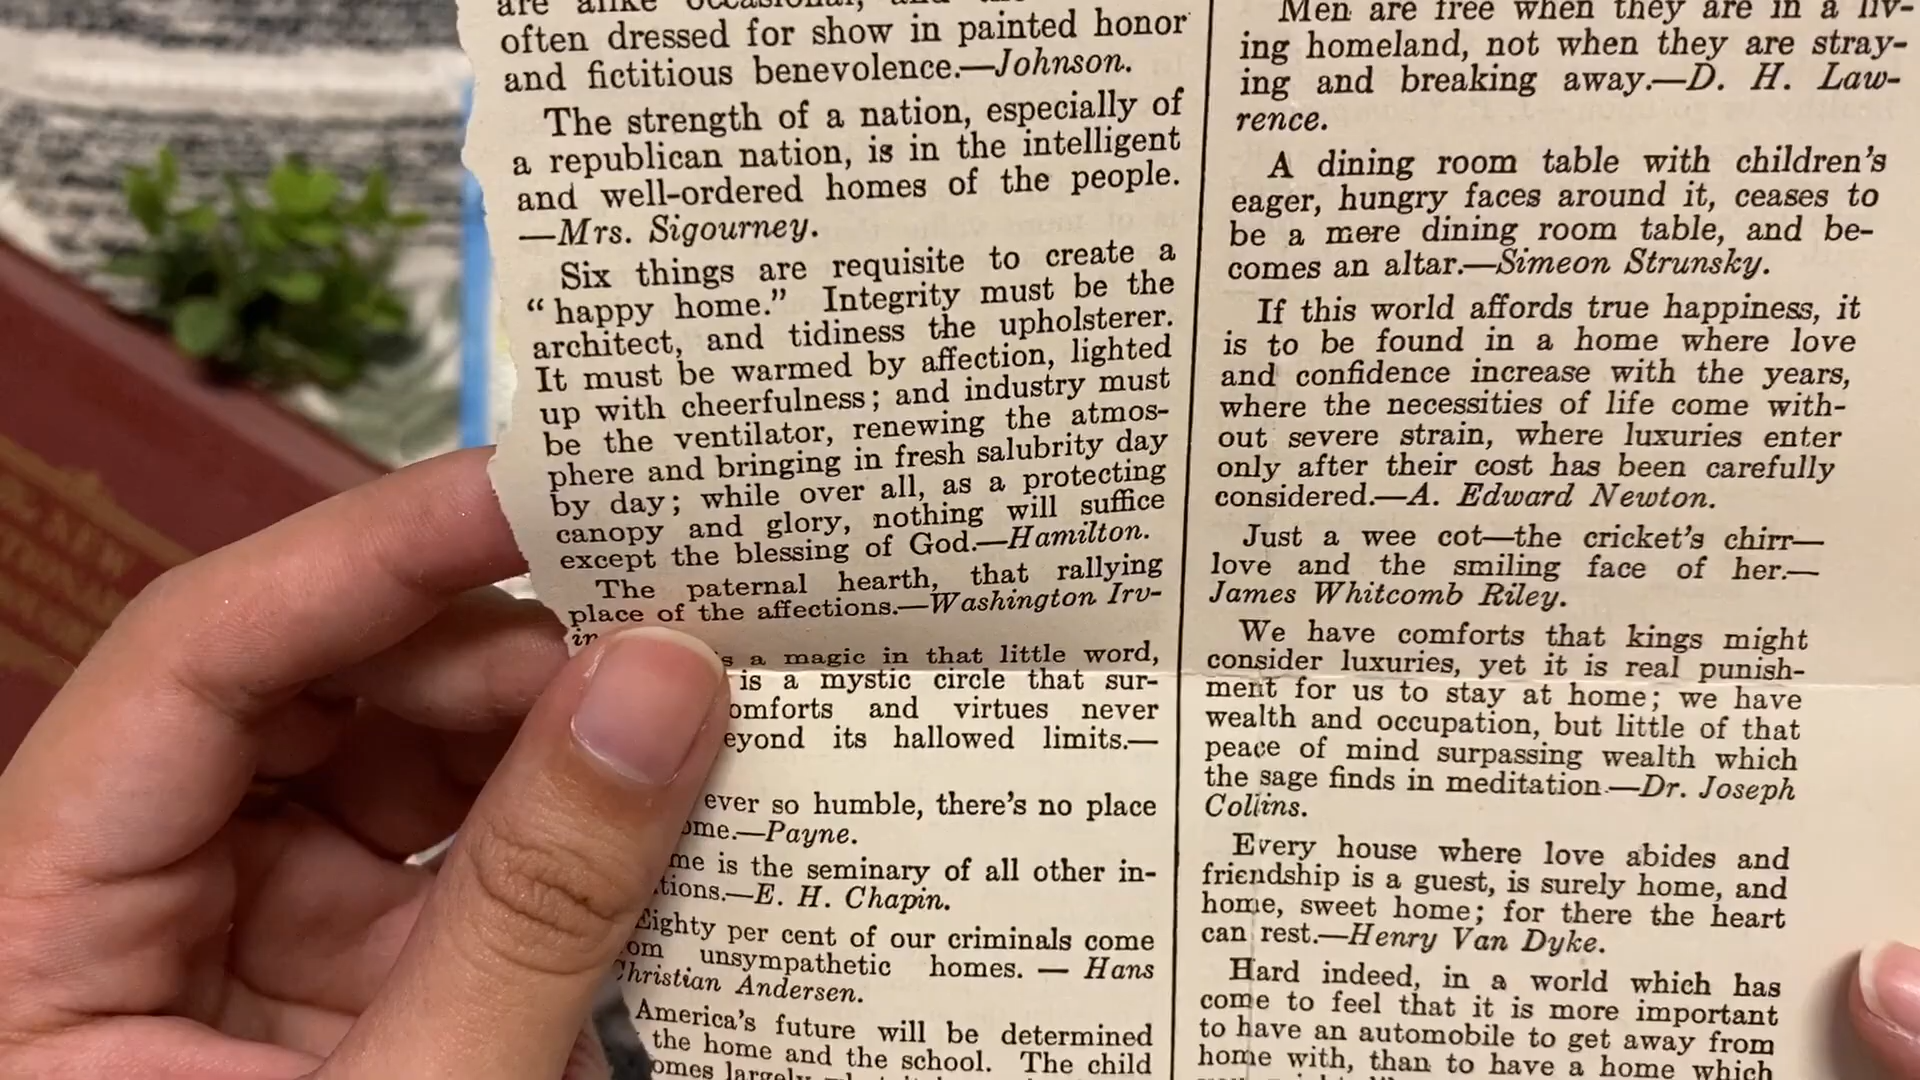 often dressed for show in painted honor
and fictitious benevolence.—Johnson.
The strength of a nation, especially of
a republican nation, is in the intelligent
and well-ordered homes of the people.
—Mrs. Sigourney.
Six things are requisite to create a
“happy home.” Integrity must be the
architect, and tidiness the upholsterer.
It must be warmed by affection, lighted
up with cheerfulness; and industry must
be the ventilator, renewing the atmos-
phere and bringing in fresh salubrity day
by day; while over all, as a protecting
canopy and glory, nothing will suffice
except the blessing of God.—Hamilton.
The paternal hearth, that rallying
place of the affections.—Washington Irv-
in
a magic in that little word,
is a mystic circle that sur-
omforts and virtues never
eyond its hallowed limits.—
ever so humble, there's no place
ome.—Payne.
me is the seminary of all other in-
tions.—E. H. Chapin.
Eighty per cent of our criminals come
om unsympathetic homes. — Hans
Christian Andersen.
America's future will be determined
the home and the school. The child
omes largely
Men are free when they are in a liv-
ing homeland, not when they are stray-
ing and breaking away.—D. H. Law-
rence.
A dining room table with children's
eager, hungry faces around it, ceases to
be a mere dining room table, and be-
comes an altar.—Simeon Strunsky.
If this world affords true happiness, it
is to be found in a home where love
and confidence increase with the years,
where the necessities of life come with-
out severe strain, where luxuries enter
only after their cost has been carefully
considered.—A. Edward Newton.
Just a wee cot—the cricket's chirr—
love and the smiling face of her.—
James Whitcomb Riley.
We have comforts that kings might
consider luxuries, yet it is real punish-
ment for us to stay at home; we have
wealth and occupation, but little of that
peace of mind surpassing wealth which
the sage finds in meditation.—Dr. Joseph
Collins.
Every house where love abides and
friendship is a guest, is surely home, and
home, sweet home; for there the heart
can rest.—Henry Van Dyke.
Hard indeed, in a world which has
come to feel that it is more important
to have an automobile to get away from
home with, than to have a home which